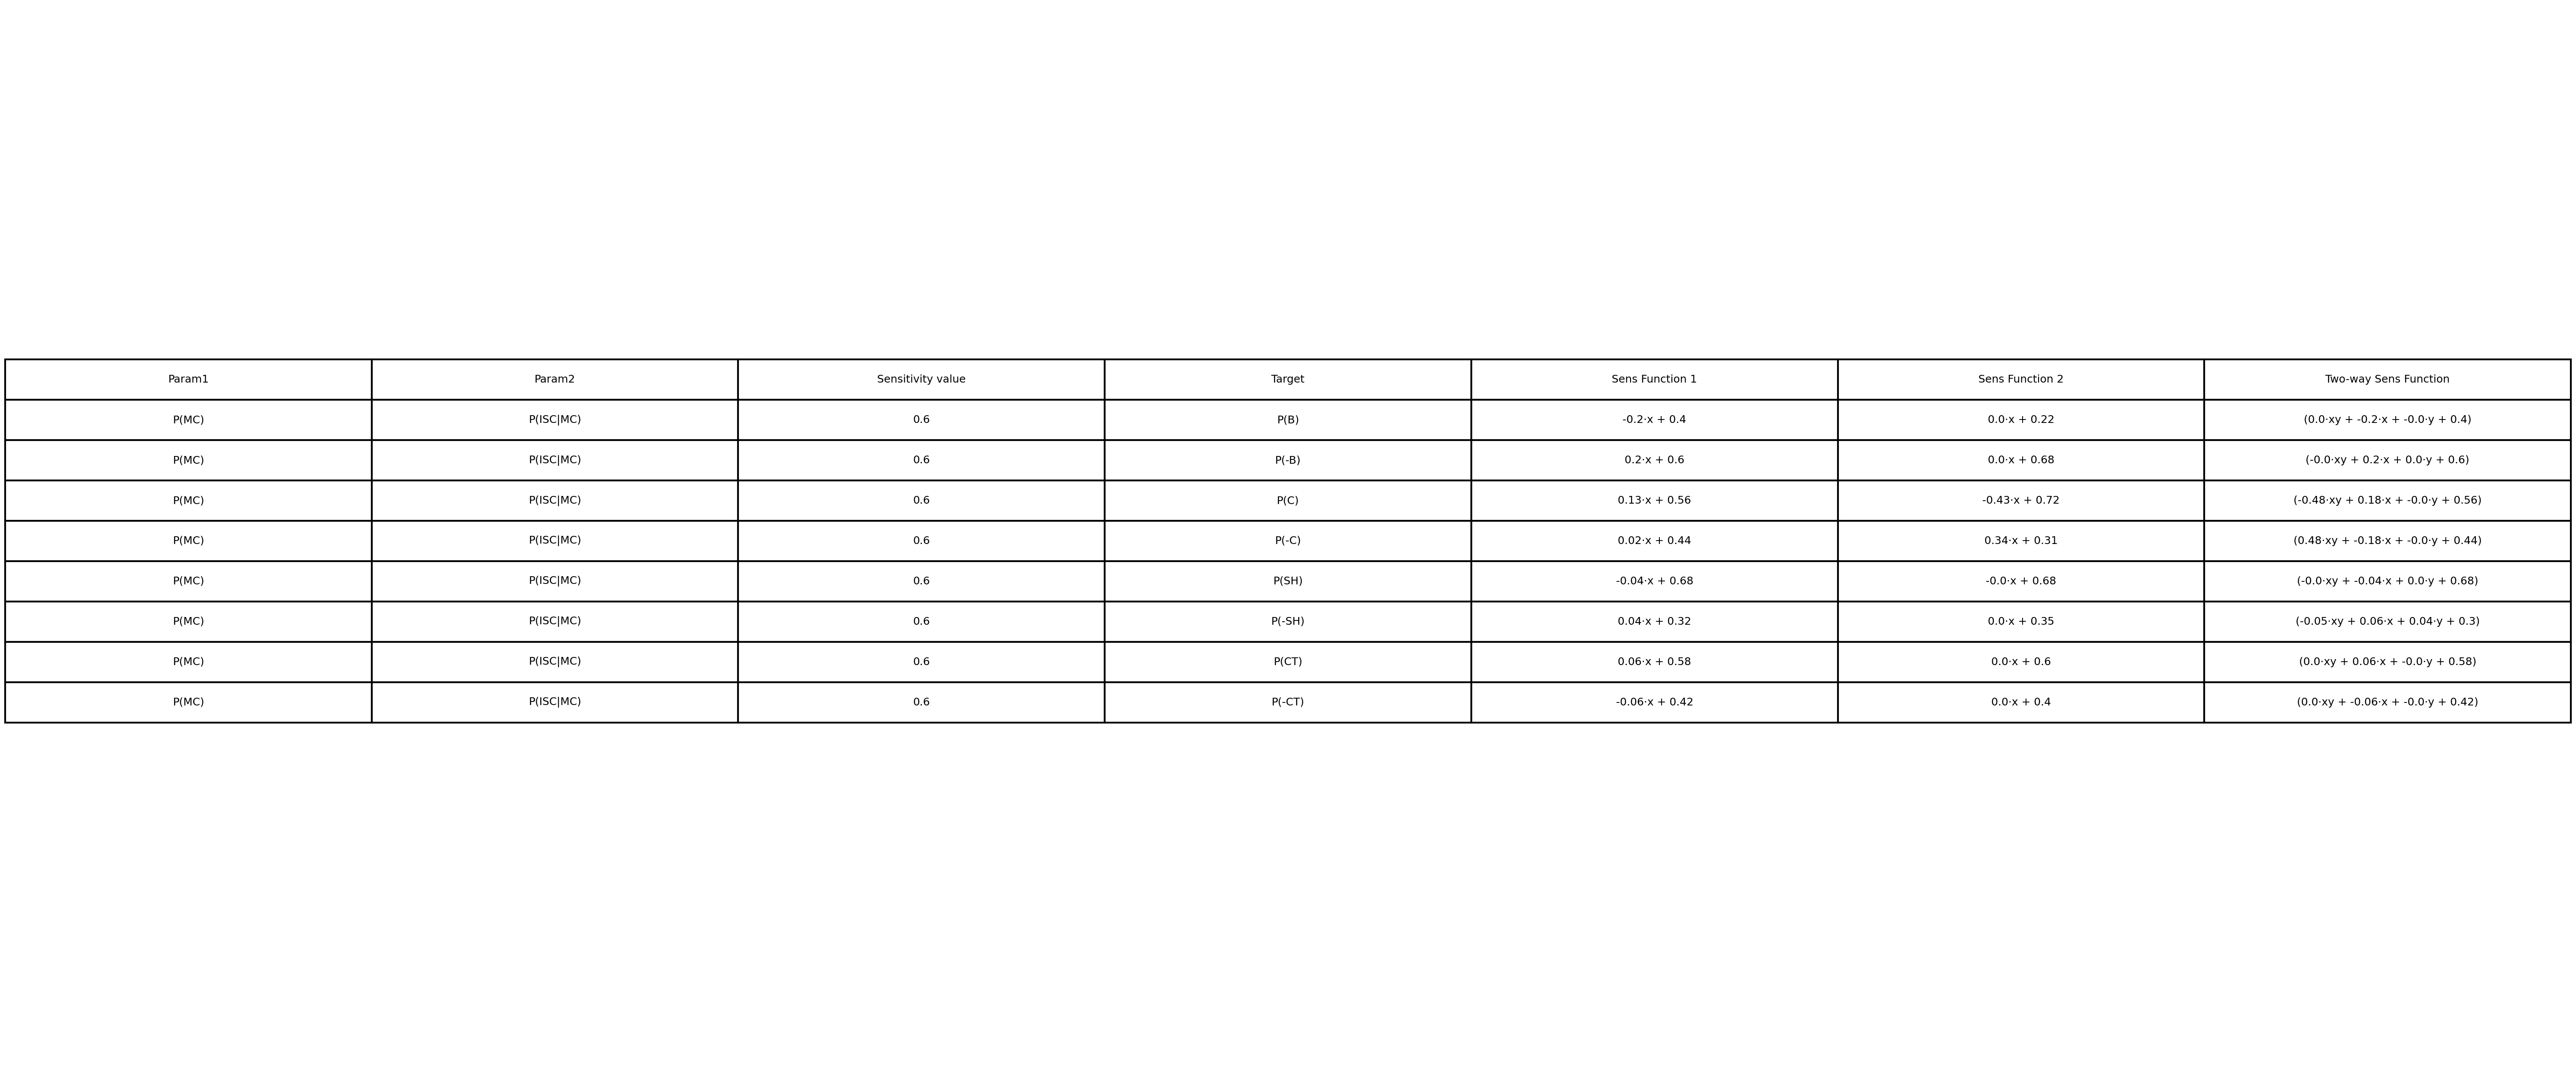 Param1 Param2 Sensitivity value Target Sens Function 1 Sens Function 2 Two-way Sens Function
P(MC) P(ISC|MC) 0.6 P(B) -0.2·x + 0.4 0.0·x + 0.22 (0.0·xy + -0.2·x + -0.0·y + 0.4)
P(MC) P(ISC|MC) 0.6 P(-B) 0.2·x + 0.6 0.0·x + 0.68 (-0.0·xy + 0.2·x + 0.0·y + 0.6)
P(MC) P(ISC|MC) 0.6 P(C) 0.13·x + 0.56 -0.43·x + 0.72 (-0.48·xy + 0.18·x + -0.0·y + 0.56)
P(MC) P(ISC|MC) 0.6 P(-C) 0.02·x + 0.44 0.34·x + 0.31 (0.48·xy + -0.18·x + -0.0·y + 0.44)
P(MC) P(ISC|MC) 0.6 P(SH) -0.04·x + 0.68 -0.0·x + 0.68 (-0.0·xy + -0.04·x + 0.0·y + 0.68)
P(MC) P(ISC|MC) 0.6 P(-SH) 0.04·x + 0.32 0.0·x + 0.35 (-0.05·xy + 0.06·x + 0.04·y + 0.3)
P(MC) P(ISC|MC) 0.6 P(CT) 0.06·x + 0.58 0.0·x + 0.6 (0.0·xy + 0.06·x + -0.0·y + 0.58)
P(MC) P(ISC|MC) 0.6 P(-CT) -0.06·x + 0.42 0.0·x + 0.4 (0.0·xy + -0.06·x + -0.0·y + 0.42)